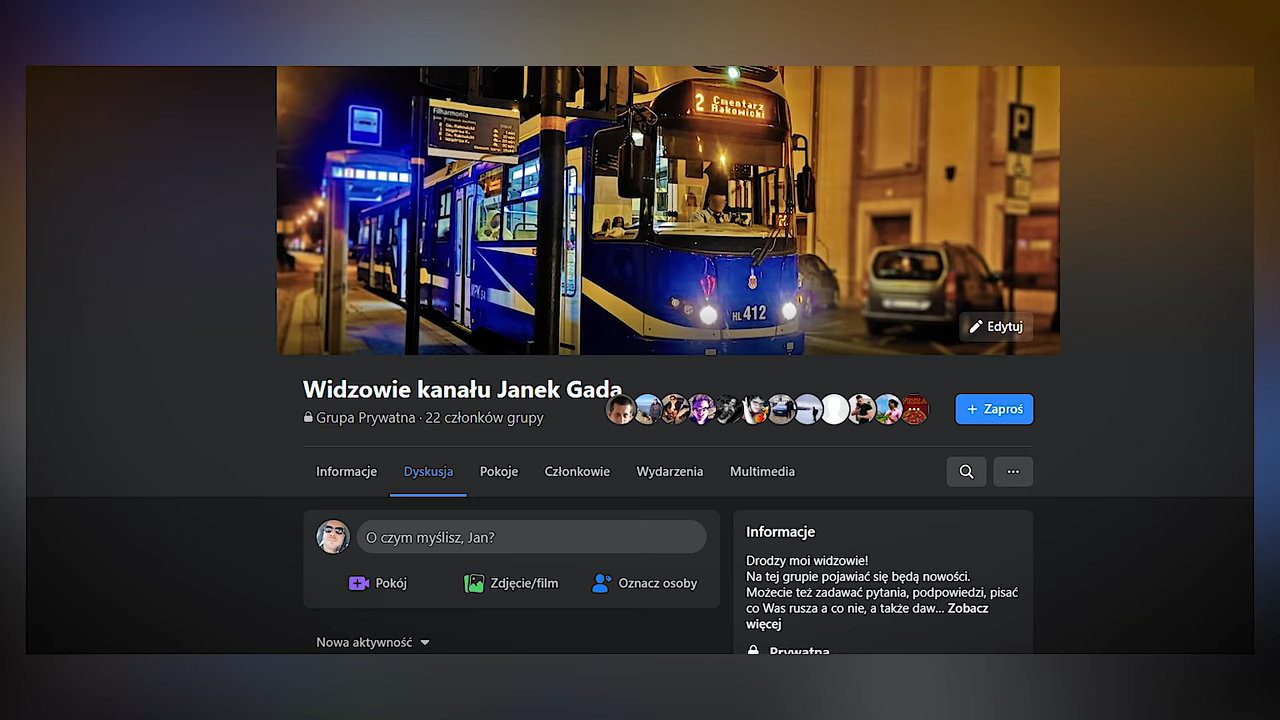 2 Cmentarz
Rakowicki
Filharmonia
P
HL 412
Edytuj
Widzowie kanału Janek Gada
Grupa Prywatna · 22 członków grupy
+ Zaproś
Informacje
Dyskusja
Pokoje
Członkowie
Wydarzenia
Multimedia
O czym myślisz, Jan?
Pokój
Zdjęcie/film
Oznacz osoby
Nowa aktywność
Informacje
Drodzy moi widzowie!
Na tej grupie pojawiać się będą nowości.
Możecie też zadawać pytania, podpowiedzi, pisać
co Was rusza a co nie, a także daw... Zobacz
więcej
Prywatna